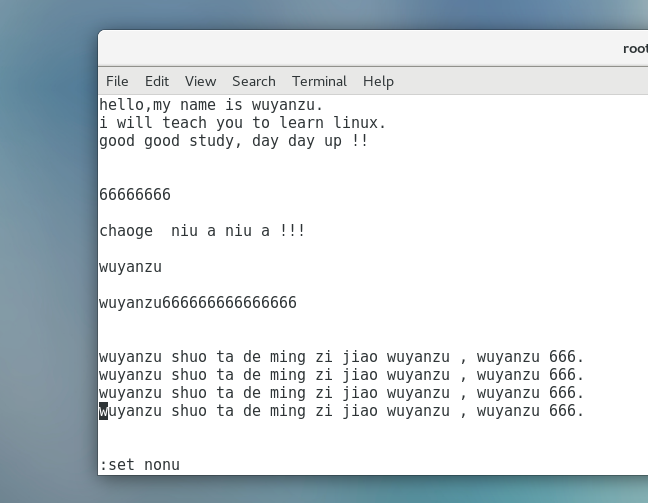 root
File Edit View Search Terminal Help
hello,my name is wuyanzu.
i will teach you to learn linux.
good good study, day day up !!
66666666
chaoge  niu a niu a !!!
wuyanzu
wuyanzu666666666666666
wuyanzu shuo ta de ming zi jiao wuyanzu , wuyanzu 666.
wuyanzu shuo ta de ming zi jiao wuyanzu , wuyanzu 666.
wuyanzu shuo ta de ming zi jiao wuyanzu , wuyanzu 666.
wuyanzu shuo ta de ming zi jiao wuyanzu , wuyanzu 666.
:set nonu